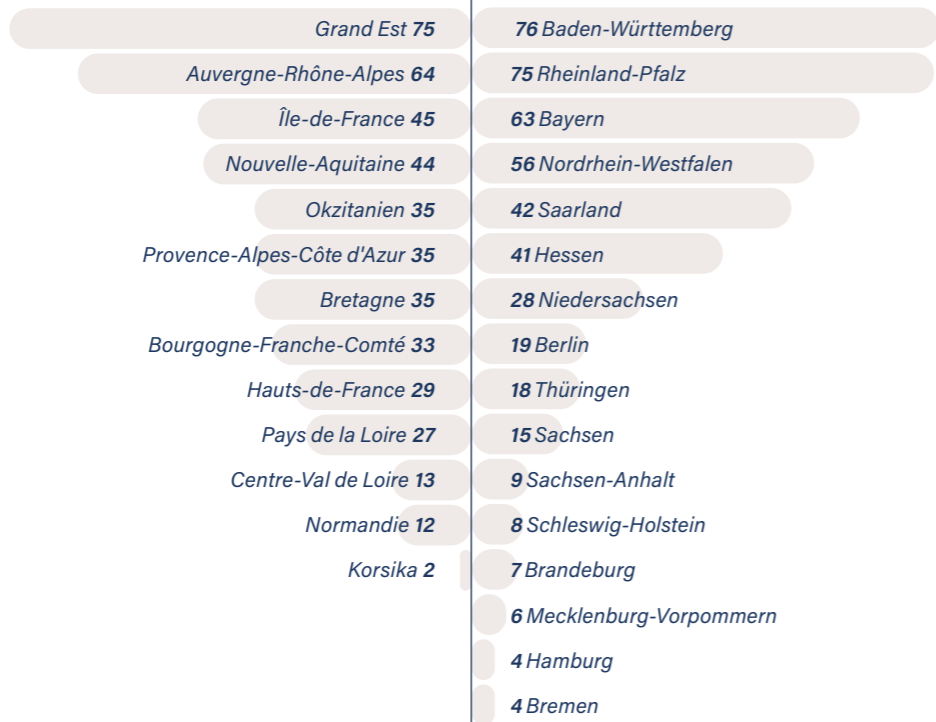 Grand Est 75
Auvergne-Rhône-Alpes 64
Île-de-France 45
Nouvelle-Aquitaine 44
Okzitanien 35
Provence-Alpes-Côte d'Azur 35
Bretagne 35
Bourgogne-Franche-Comté 33
Hauts-de-France 29
Pays de la Loire 27
Centre-Val de Loire 13
Normandie 12
Korsika 2
76 Baden-Württemberg
75 Rheinland-Pfalz
63 Bayern
56 Nordrhein-Westfalen
42 Saarland
41 Hessen
28 Niedersachsen
19 Berlin
18 Thüringen
15 Sachsen
9 Sachsen-Anhalt
8 Schleswig-Holstein
7 Brandeburg
6 Mecklenburg-Vorpommern
4 Hamburg
4 Bremen